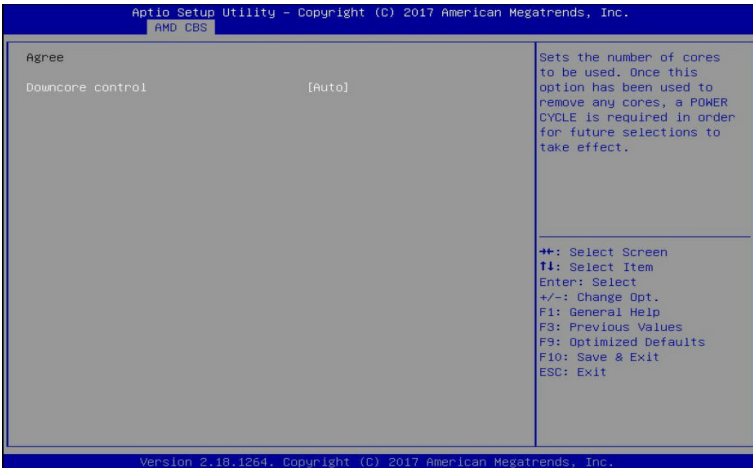 Aptio Setup Utility – Copyright (C) 2017 American Megatrends, Inc.
AMD CBS
Agree
Downcore control [Auto]
Sets the number of cores
to be used. Once this
option has been used to
remove any cores, a POWER
CYCLE is required in order
for future selections to
take effect.
→←: Select Screen
↑↓: Select Item
Enter: Select
+/-: Change Opt.
F1: General Help
F3: Previous Values
F9: Optimized Defaults
F10: Save & Exit
ESC: Exit
Version 2.18.1264. Copyright (C) 2017 American Megatrends, Inc.